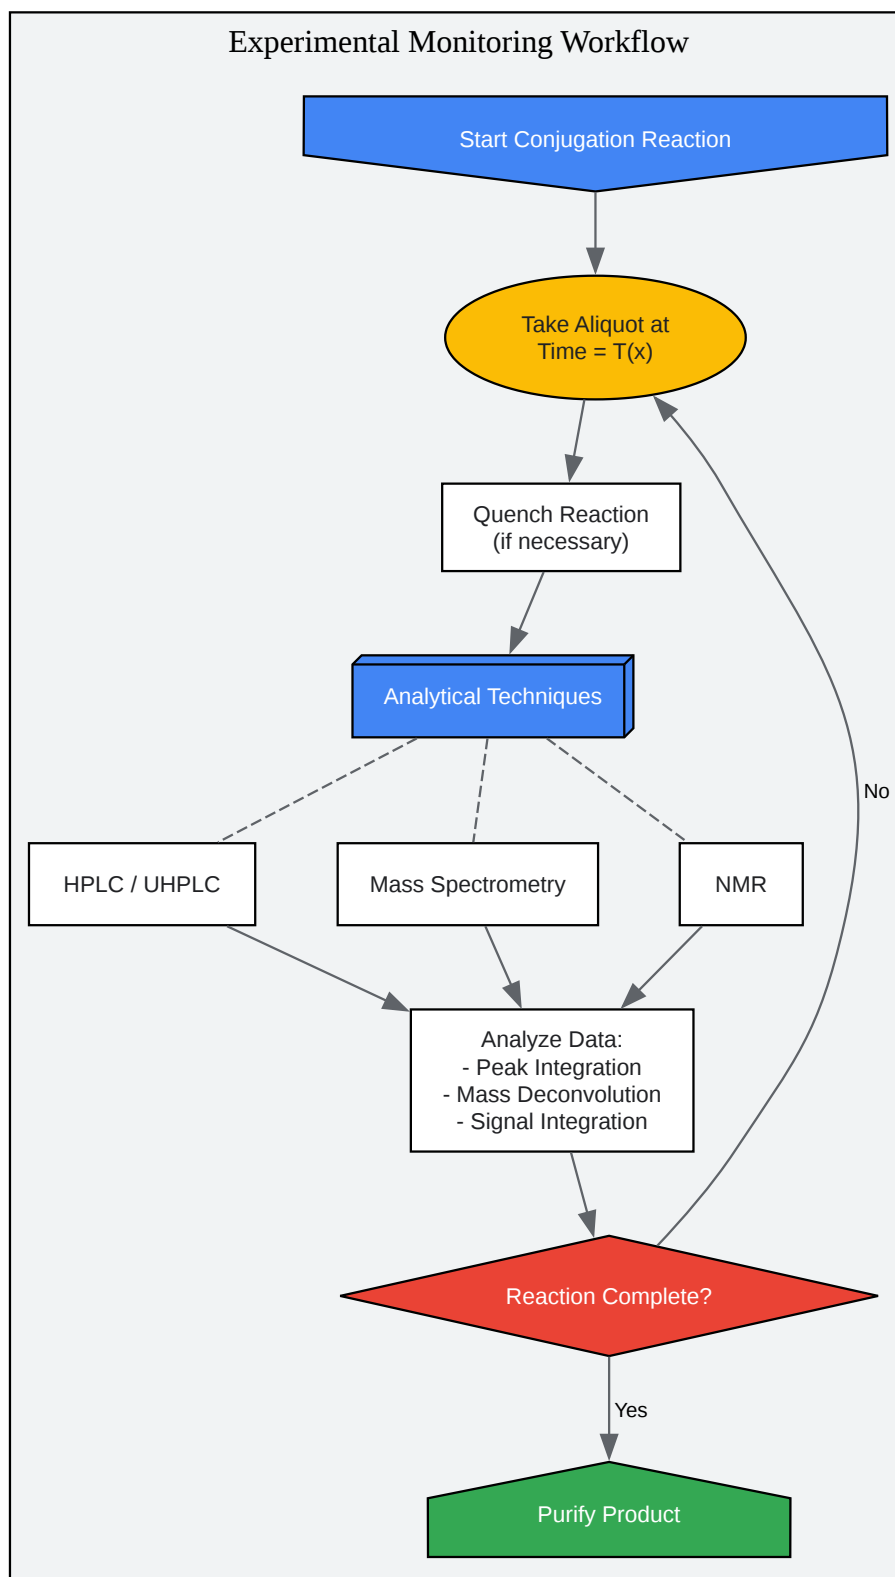 Experimental Monitoring Workflow
Start Conjugation Reaction
Take Aliquot at
Time = T(x)
Quench Reaction
(if necessary)
Analytical Techniques
HPLC / UHPLC
Mass Spectrometry
NMR
No
Analyze Data:
- Peak Integration
- Mass Deconvolution
- Signal Integration
Reaction Complete?
Yes
Purify Product